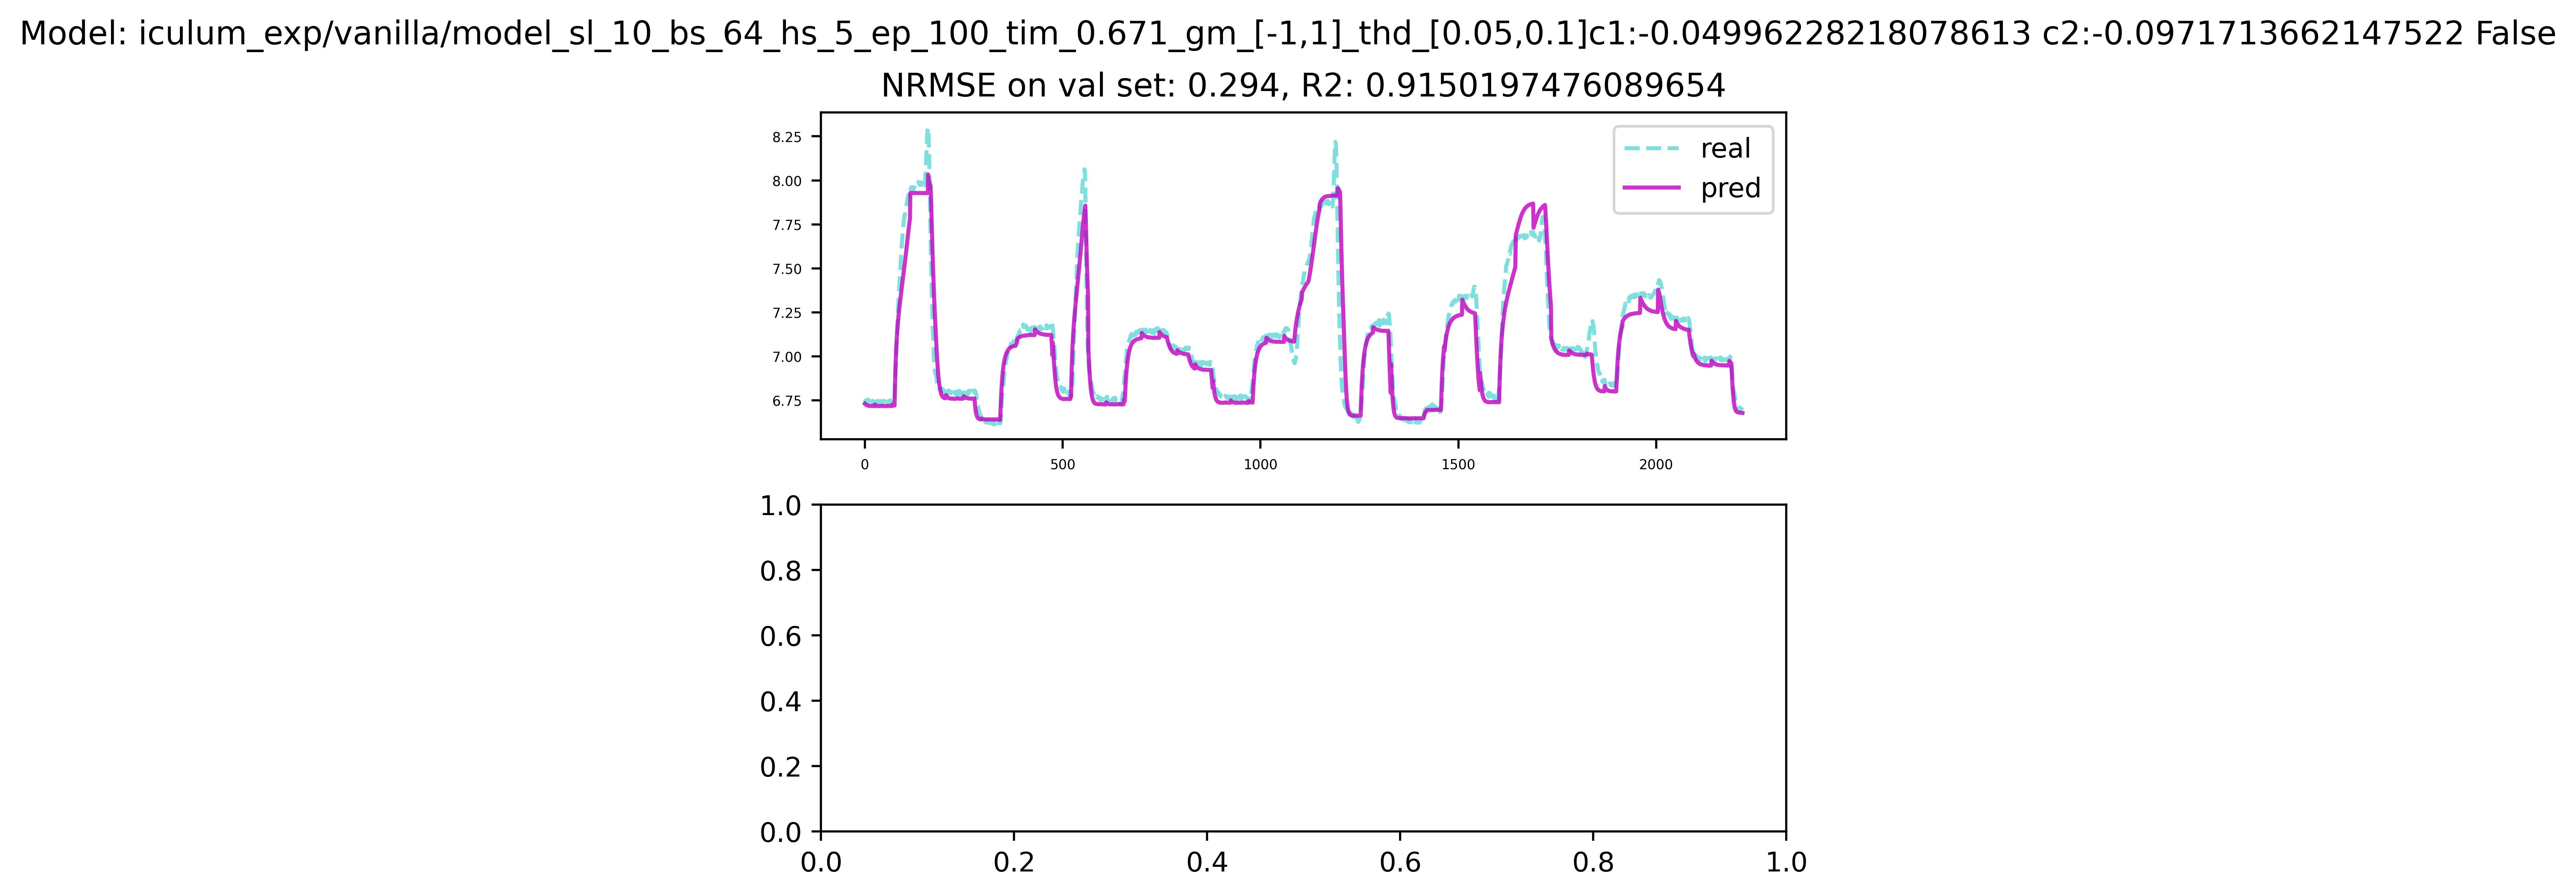 Model: iculum_exp/vanilla/model_sl_10_bs_64_hs_5_ep_100_tim_0.671_gm_[-1,1]_thd_[0.05,0.1]c1:-0.04996228218078613 c2:-0.0971713662147522 False
NRMSE on val set: 0.294, R2: 0.9150197476089654
real
pred
8.25
8.00
7.75
7.50
7.25
7.00
6.75
0 500 1000 1500 2000
1.0
0.8
0.6
0.4
0.2
0.0
0.0 0.2 0.4 0.6 0.8 1.0